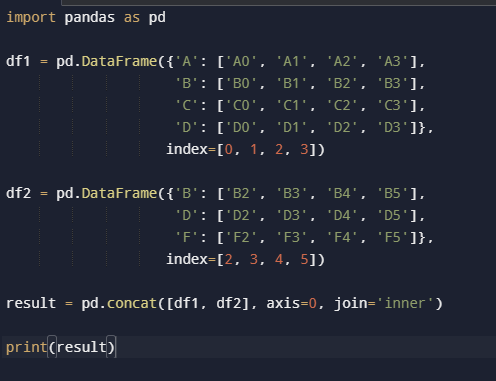 import pandas as pd

df1 = pd.DataFrame({'A': ['A0', 'A1', 'A2', 'A3'],
                    'B': ['B0', 'B1', 'B2', 'B3'],
                    'C': ['C0', 'C1', 'C2', 'C3'],
                    'D': ['D0', 'D1', 'D2', 'D3']},
                   index=[0, 1, 2, 3])

df2 = pd.DataFrame({'B': ['B2', 'B3', 'B4', 'B5'],
                    'D': ['D2', 'D3', 'D4', 'D5'],
                    'F': ['F2', 'F3', 'F4', 'F5']},
                   index=[2, 3, 4, 5])

result = pd.concat([df1, df2], axis=0, join='inner')

print(result)